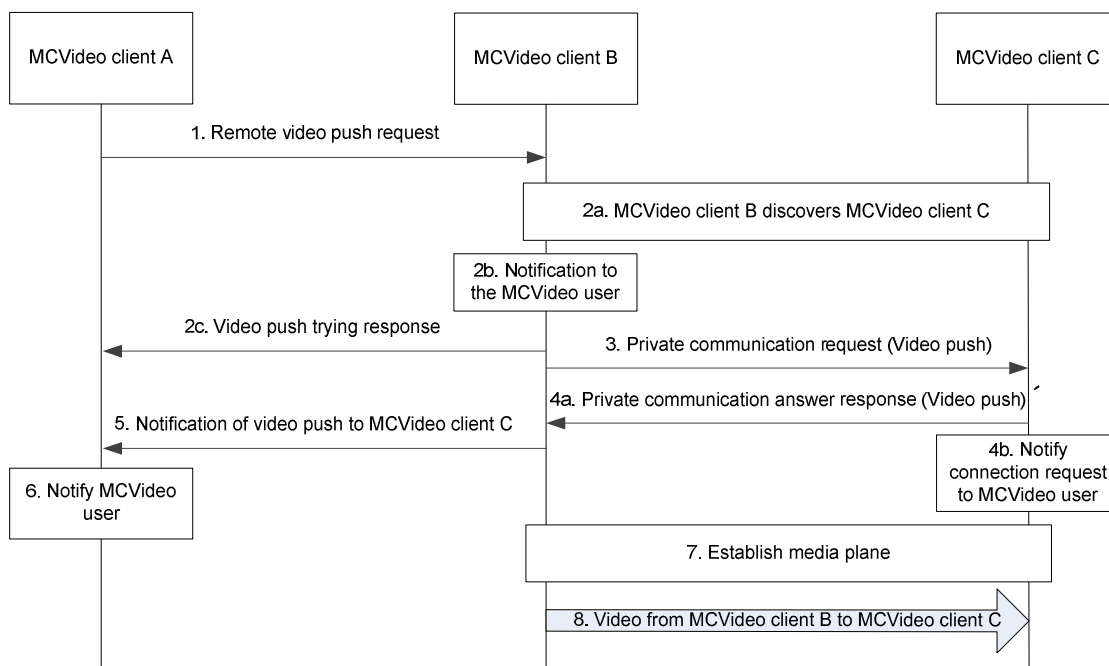 MCVideo client A
MCVideo client B
MCVideo client C
1. Remote video push request
2a. MCVideo client B discovers MCVideo client C
2b. Notification to
the MCVideo user
2c. Video push trying response
3. Private communication request (Video push)
4a. Private communication answer response (Video push)
5. Notification of video push to MCVideo client C
4b. Notify
connection request
to MCVideo user
6. Notify MCVideo
user
7. Establish media plane
8. Video from MCVideo client B to MCVideo client C